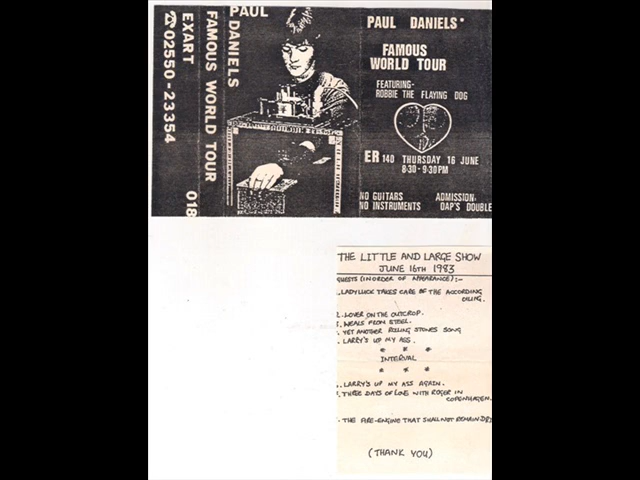 PAUL DANIELS
FAMOUS WORLD TOUR
EXART
☎02550-23354
018
PAUL DANIELS*
FAMOUS
WORLD TOUR
FEATURING-
ROBBIE THE FLAYING DOG
ER 140 THURSDAY 16 JUNE
8·30 - 9·30PM
NO GUITARS
NO INSTRUMENTS
ADMISSION:
OAP'S DOUBLE
THE LITTLE AND LARGE SHOW
JUNE 16TH 1983
GUESTS (IN ORDER OF APPEARANCE):-
LADYLUCK TAKES CARE OF THE ACCORDING
LOVER ON THE OUTCROP.
MEALS FROM STEEL.
YET ANOTHER ROLLING STONES SONG
LARRY'S UP MY ASS.
* * *
INTERVAL
* * *
LARRY'S UP MY ASS AGAIN.
THREE DAYS OF LOVE WITH ROGER IN
COPENHAGEN.
THE FIRE-ENGINE THAT SHALL NOT REMAIN
(THANK YOU)